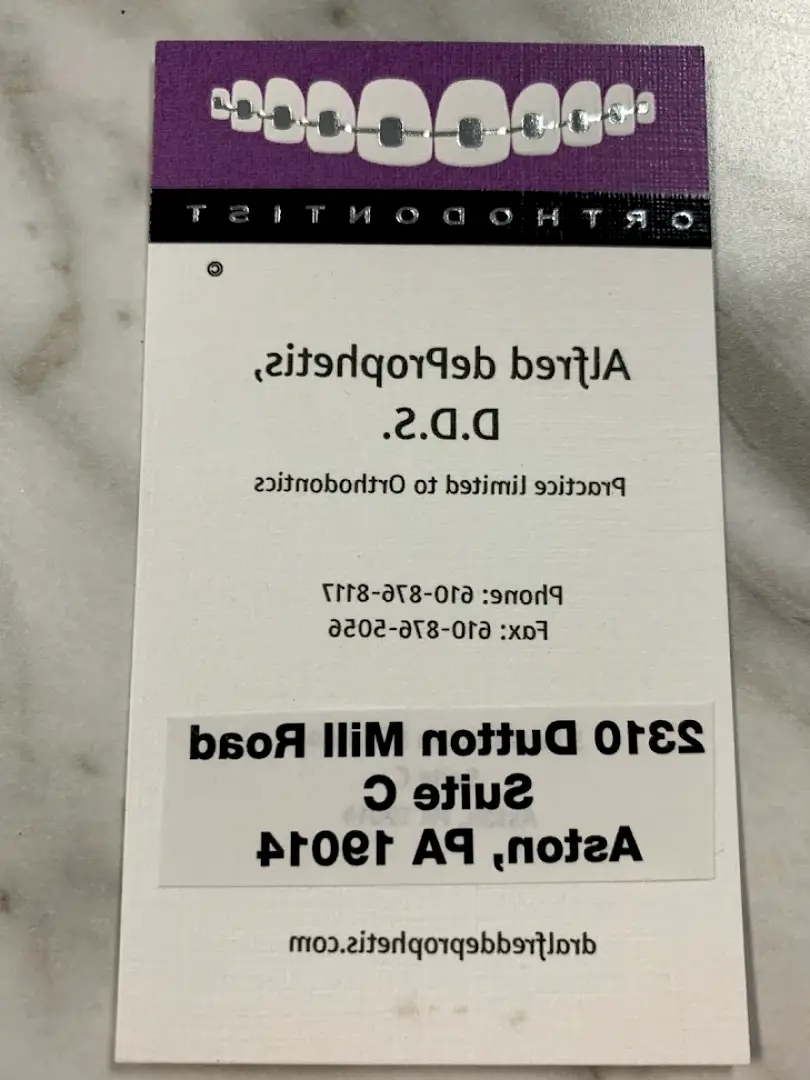 ORTHODONTIST
©
Alfred deProphetis,
D.D.S.
Practice limited to Orthodontics
Phone: 610-876-8117
Fax: 610-876-5056
2310 Dutton Mill Road
Suite C
Aston, PA 19014
dralfreddeprophetis.com